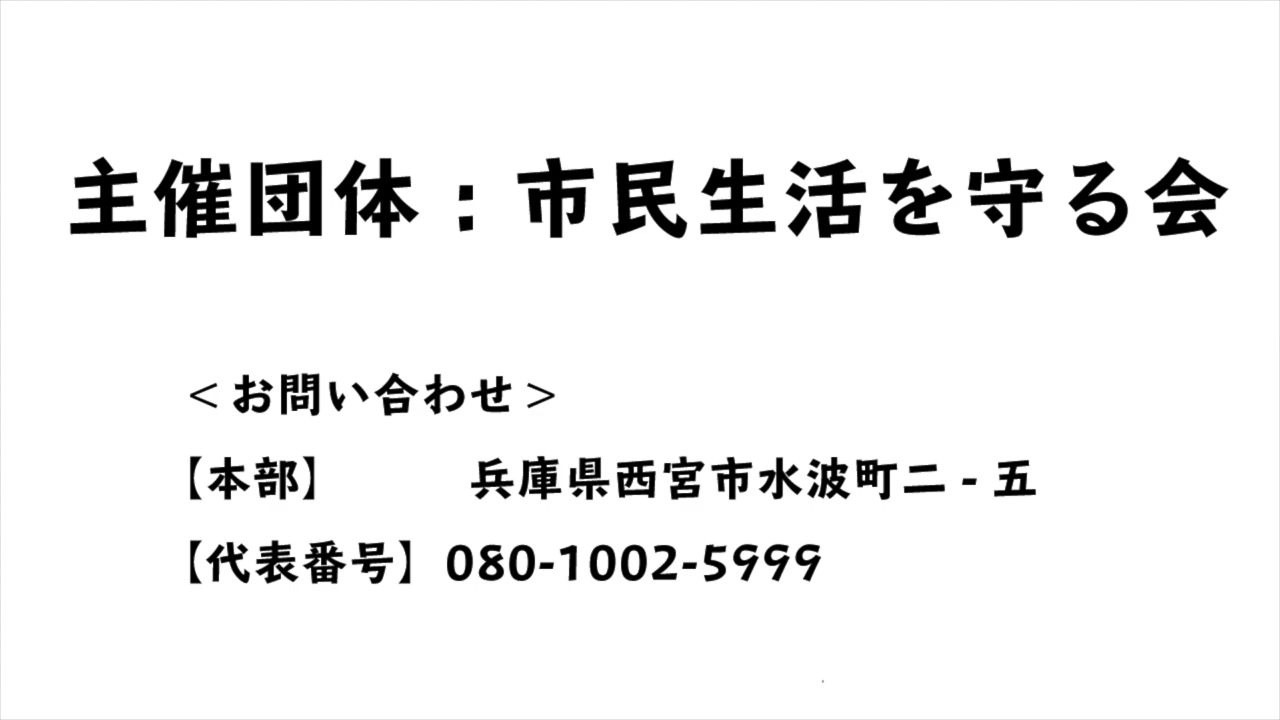 主催団体：市民生活を守る会
＜お問い合わせ＞
【本部】　　　兵庫県西宮市水波町二-五
【代表番号】080-1002-5999